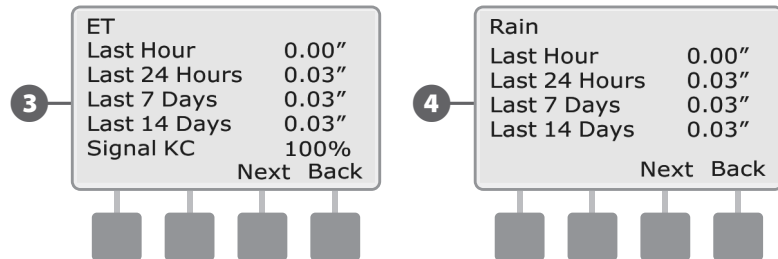 3
ET
Last Hour 0.00″
Last 24 Hours 0.03″
Last 7 Days 0.03″
Last 14 Days 0.03″
Signal KC 100%
Next Back
4
Rain
Last Hour 0.00″
Last 24 Hours 0.03″
Last 7 Days 0.03″
Last 14 Days 0.03″
Next Back